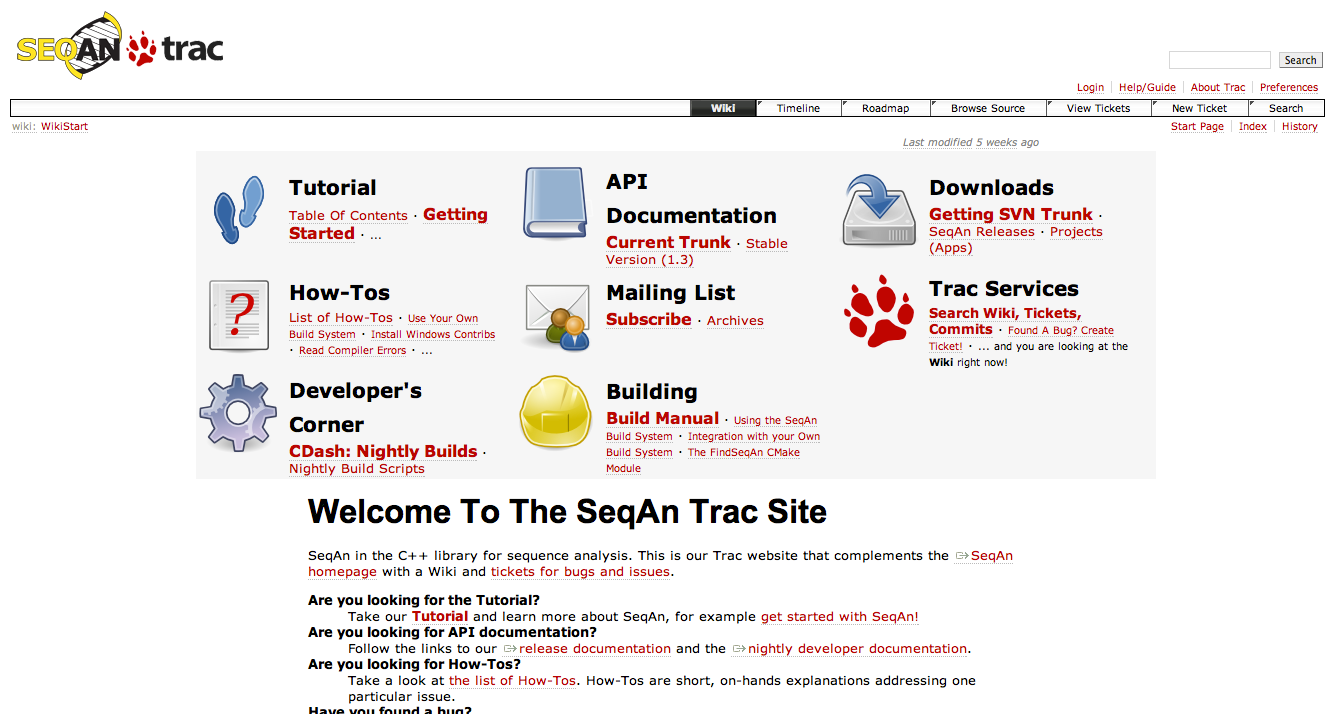 SEQAN trac
Search
Login Help/Guide About Trac Preferences
Wiki Timeline Roadmap Browse Source View Tickets New Ticket Search
wiki: WikiStart
Start Page Index History
Last modified 5 weeks ago
Tutorial
Table Of Contents · Getting
Started · ...
API
Documentation
Current Trunk · Stable
Version (1.3)
Downloads
Getting SVN Trunk ·
SeqAn Releases · Projects
(Apps)
How-Tos
List of How-Tos · Use Your Own
Build System · Install Windows Contribs
· Read Compiler Errors · ...
Mailing List
Subscribe · Archives
Trac Services
Search Wiki, Tickets,
Commits · Found A Bug? Create
Ticket! · ... and you are looking at the
Wiki right now!
Developer's
Corner
CDash: Nightly Builds ·
Nightly Build Scripts
Building
Build Manual · Using the SeqAn
Build System · Integration with your Own
Build System · The FindSeqAn CMake
Module
Welcome To The SeqAn Trac Site
SeqAn in the C++ library for sequence analysis. This is our Trac website that complements the SeqAn
homepage with a Wiki and tickets for bugs and issues.
Are you looking for the Tutorial?
Take our Tutorial and learn more about SeqAn, for example get started with SeqAn!
Are you looking for API documentation?
Follow the links to our release documentation and the nightly developer documentation.
Are you looking for How-Tos?
Take a look at the list of How-Tos. How-Tos are short, on-hands explanations addressing one
particular issue.
Have you found a bug?